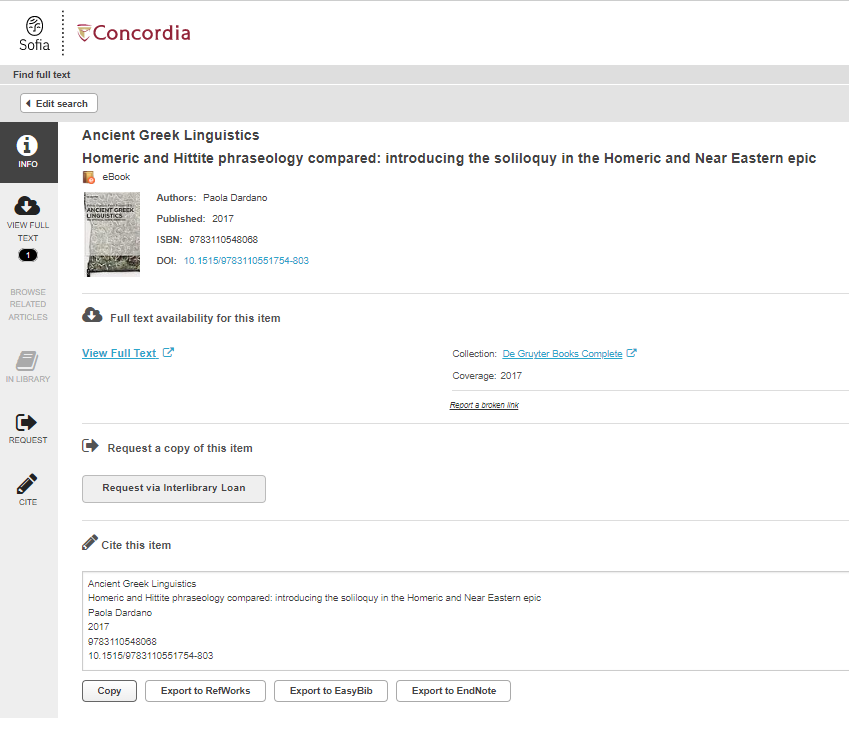 Sofia
Concordia
Find full text
Edit search
INFO
VIEW FULL
TEXT
1
BROWSE
RELATED
ARTICLES
IN LIBRARY
REQUEST
CITE
Ancient Greek Linguistics
Homeric and Hittite phraseology compared: introducing the soliloquy in the Homeric and Near Eastern epic
eBook
ANCIENT GREEK
LINGUISTICS
Authors: Paola Dardano
Published: 2017
ISBN: 9783110548068
DOI: 10.1515/9783110551754-803
Full text availability for this item
View Full Text
Collection: De Gruyter Books Complete
Coverage: 2017
Report a broken link
Request a copy of this item
Request via Interlibrary Loan
Cite this item
Ancient Greek Linguistics
Homeric and Hittite phraseology compared: introducing the soliloquy in the Homeric and Near Eastern epic
Paola Dardano
2017
9783110548068
10.1515/9783110551754-803
Copy Export to RefWorks Export to EasyBib Export to EndNote